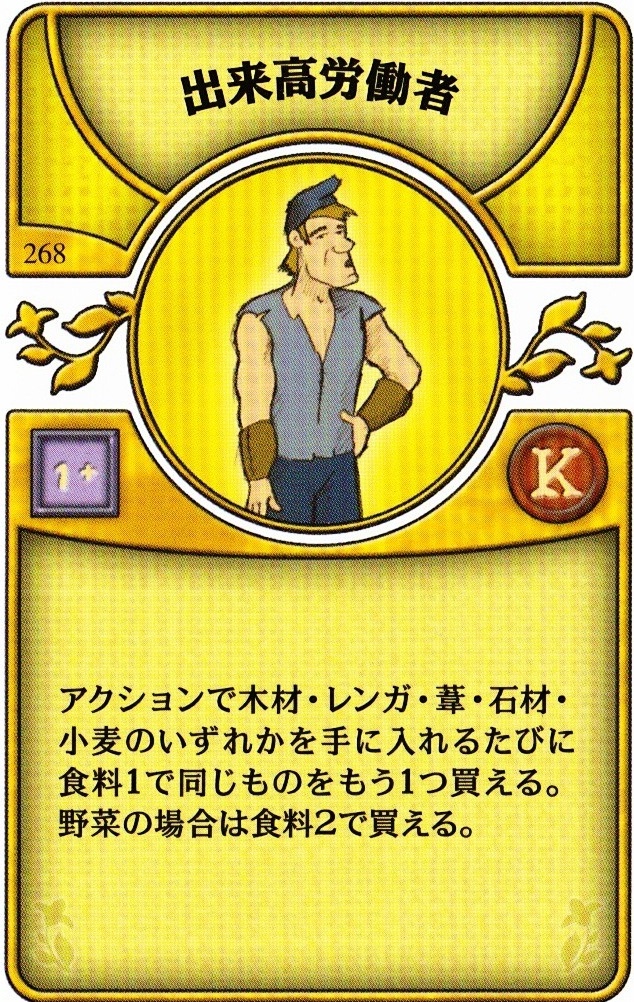 出来高労働者
268
1+
K
アクションで木材・レンガ・葦・石材・
小麦のいずれかを手に入れるたびに
食料1で同じものをもう1つ買える。
野菜の場合は食料2で買える。